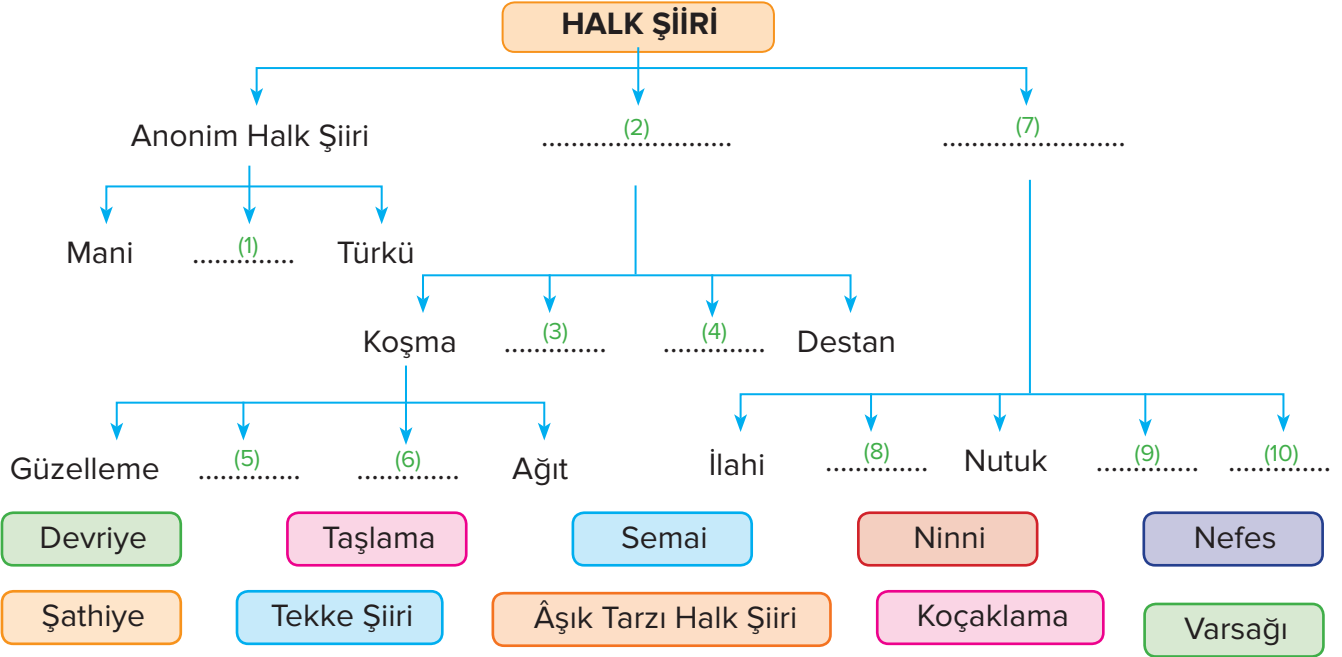 HALK ŞİİRİ
Anonim Halk Şiiri ........(2)........ ........(7)........
Mani .....(1)..... Türkü
Koşma .....(3)..... .....(4)..... Destan
Güzelleme .....(5)..... .....(6)..... Ağıt İlahi .....(8)..... Nutuk .....(9)..... .....(10).....
Devriye Taşlama Semai Ninni Nefes
Şathiye Tekke Şiiri Âşık Tarzı Halk Şiiri Koçaklama Varsağı